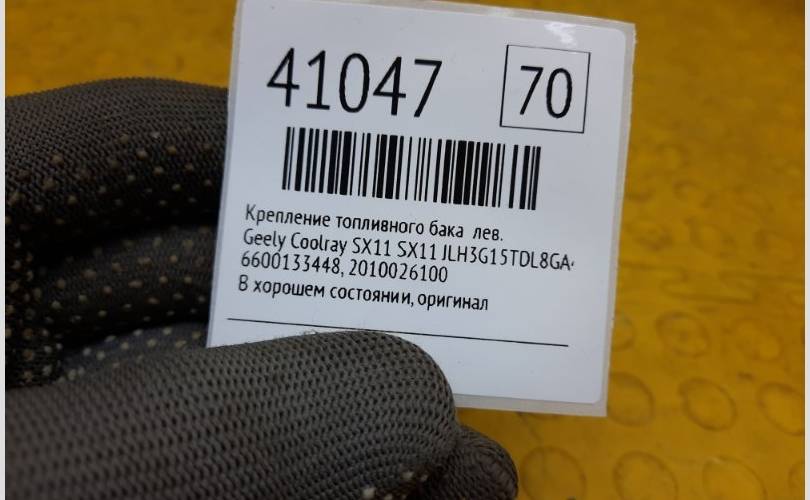 41047 70
Крепление топливного бака лев.
Geely Coolray SX11 SX11 JLH3G15TDL8GA
6600133448, 2010026100
В хорошем состоянии, оригинал